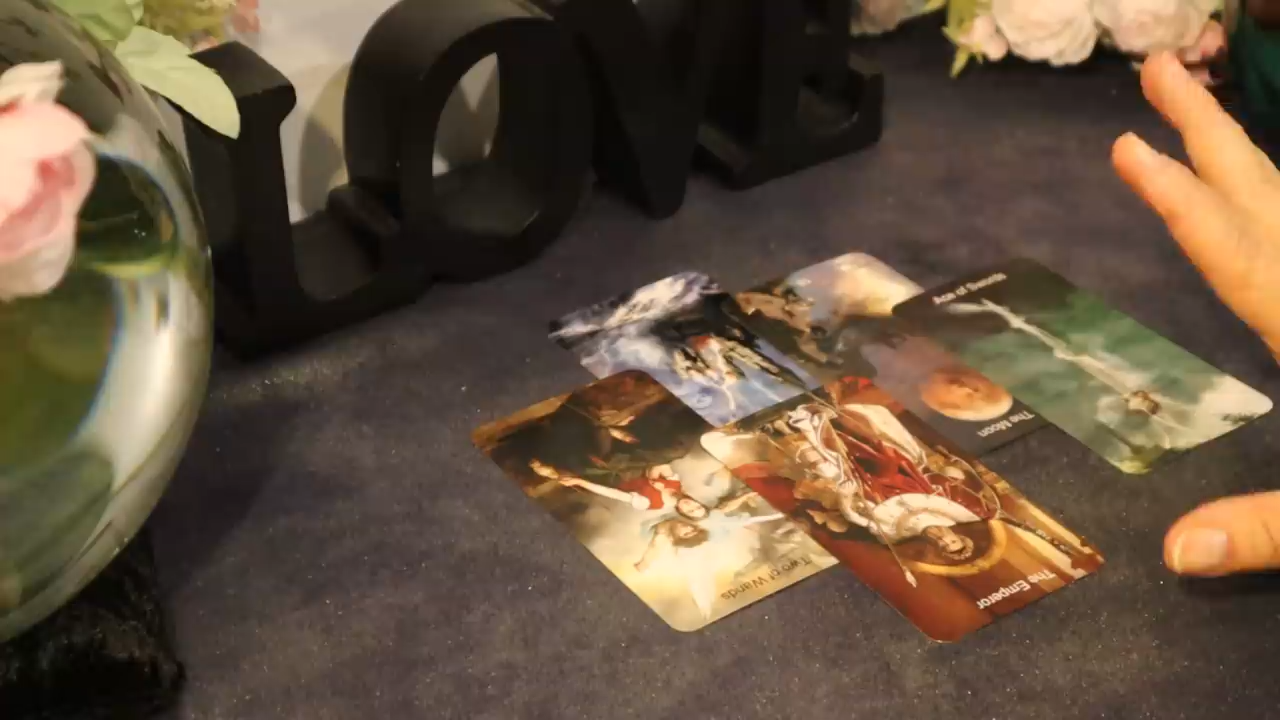 LOVE
Ace of Swords
The Moon
Two of Wands
The Emperor